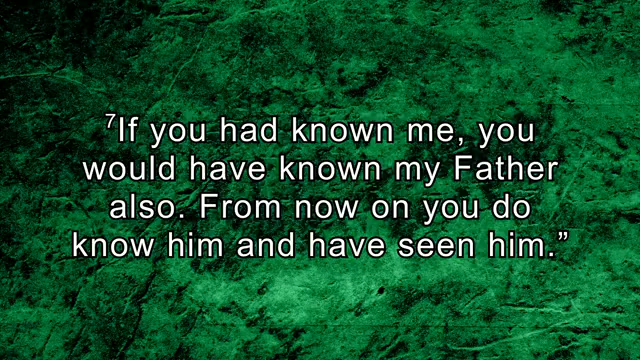 ⁷If you had known me, you
would have known my Father
also. From now on you do
know him and have seen him.”